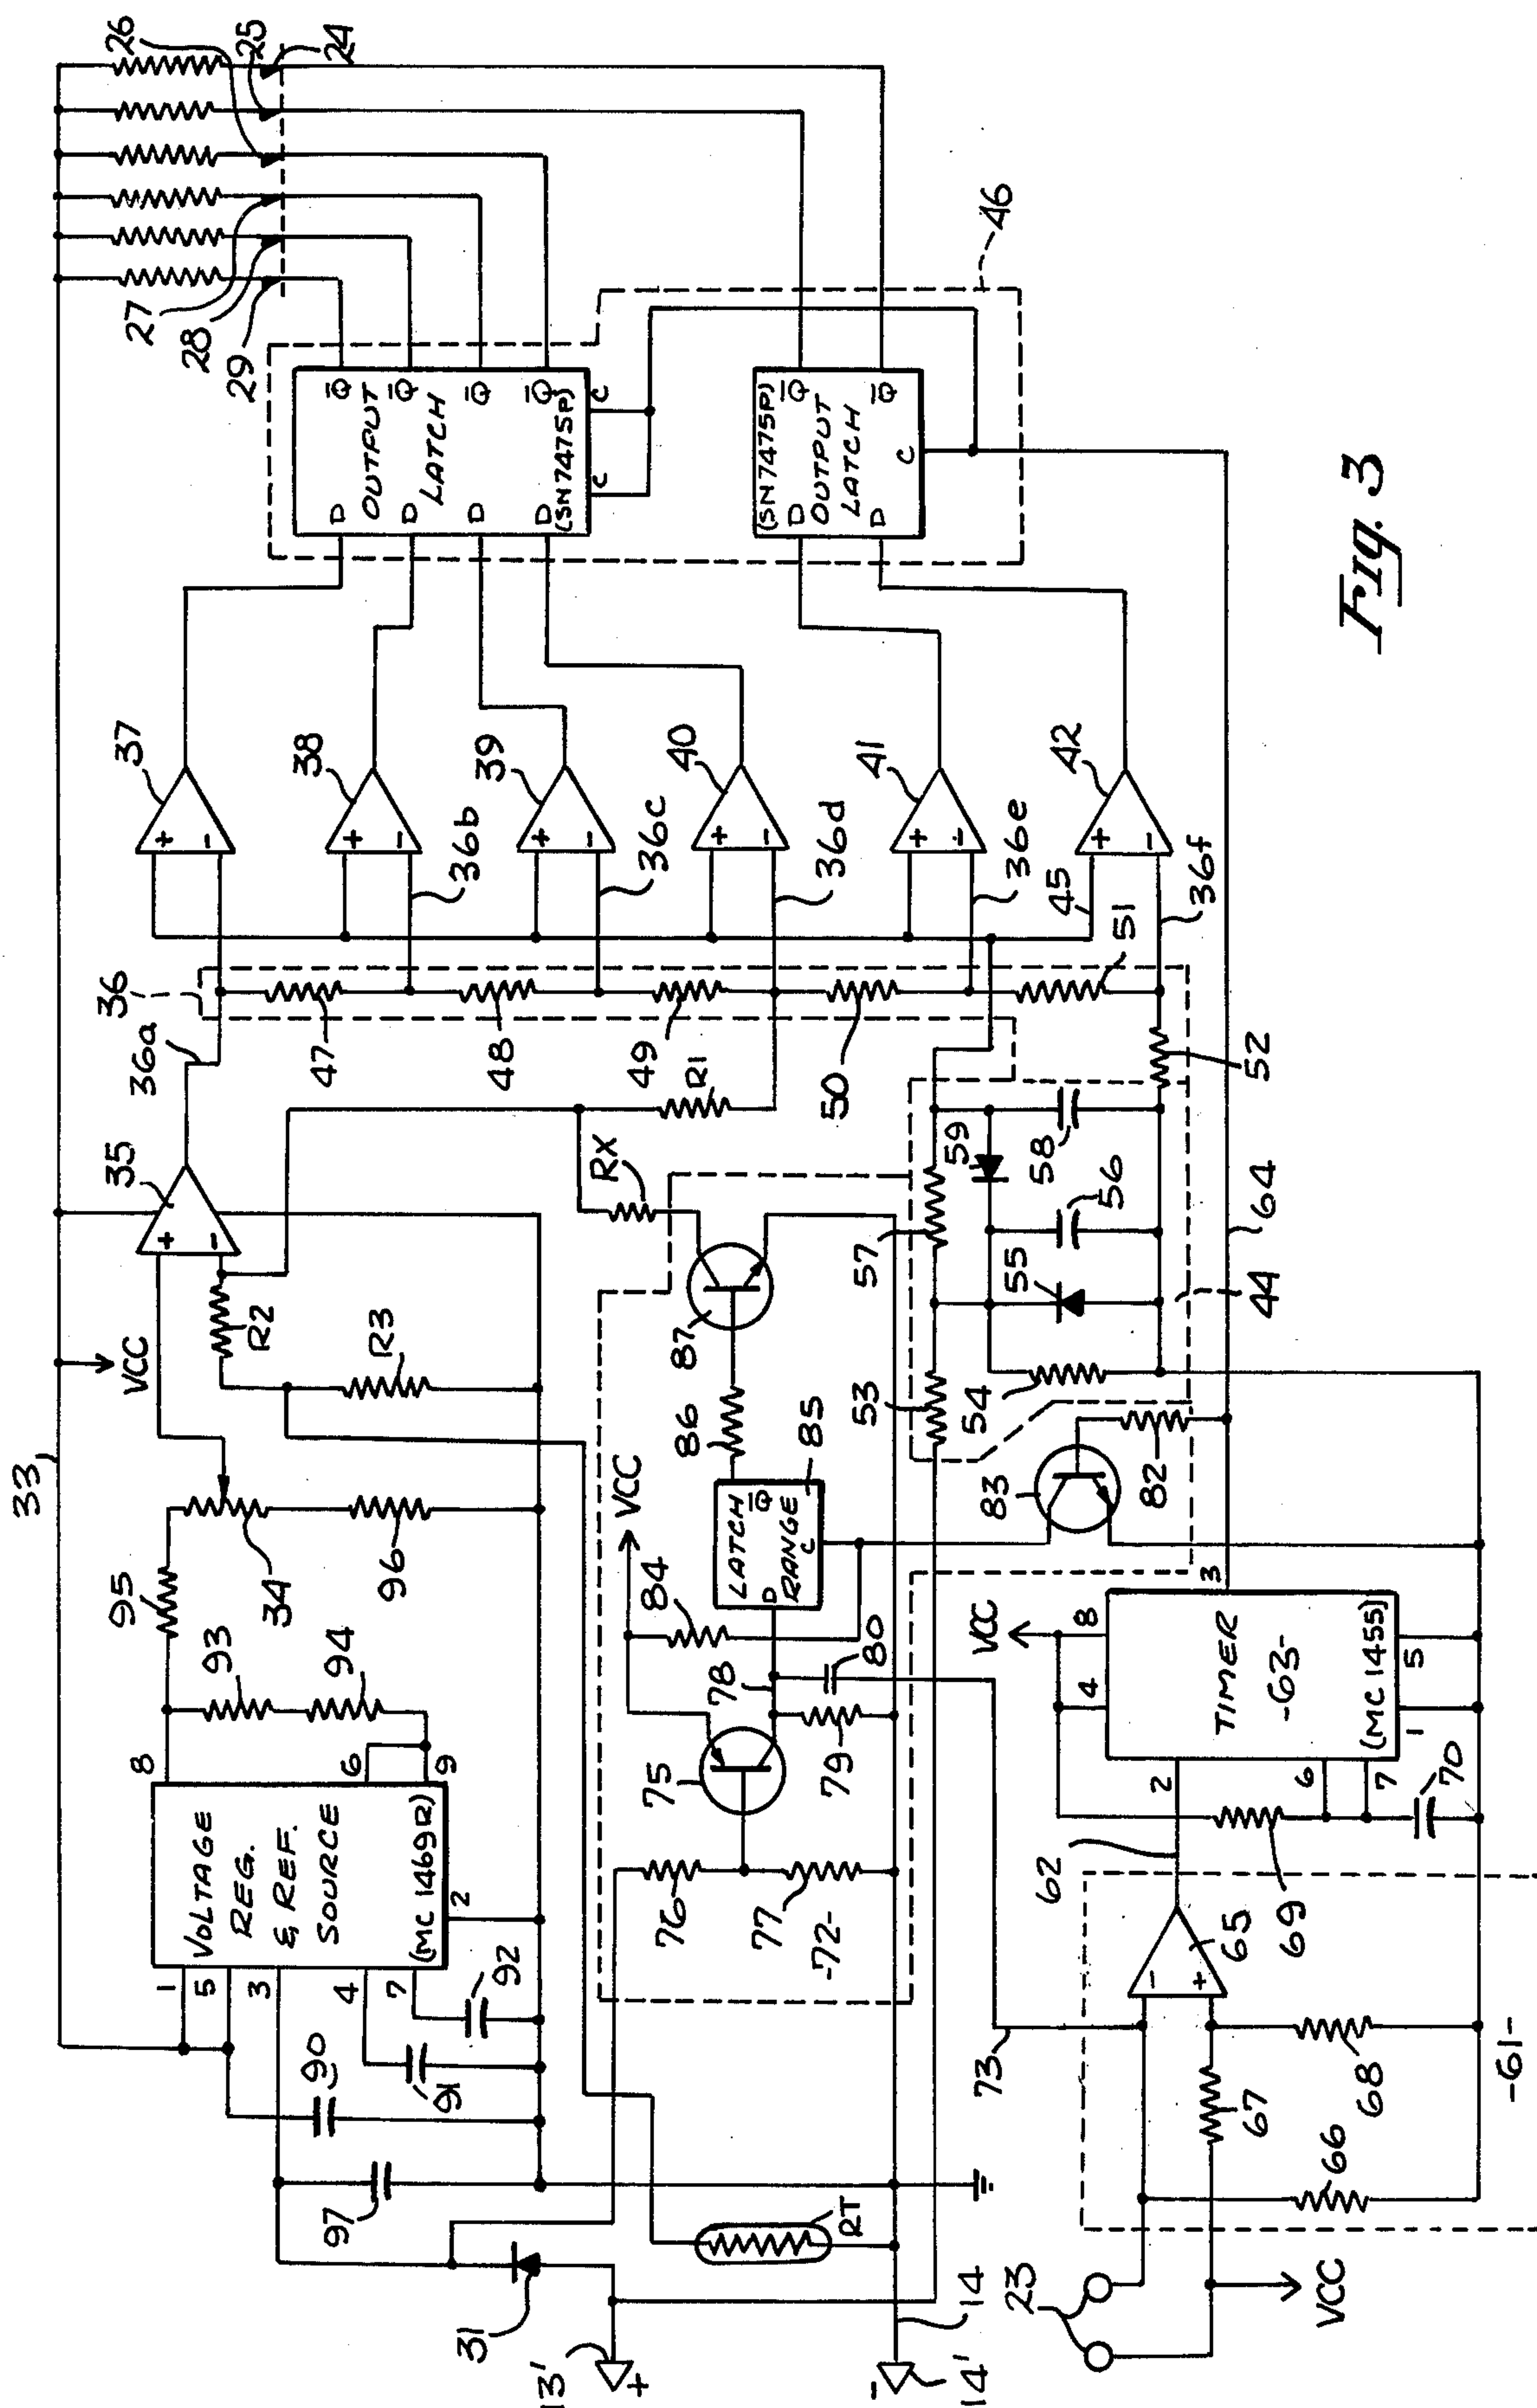 33
VCC
26
25
24
27
28
29
VOLTAGE
REG.
& REF.
SOURCE
(MC 1469R)
1
5
3
4
7
2
8
6
9
90
91
92
97
93
94
95
34
96
R2
R3
35
+
-
36a
36
47
48
49
50
51
52
R1
RX
37
+
-
38
+
-
36b
39
+
-
36c
40
+
-
36d
41
+
-
36e
42
+
-
45
36f
D
D
D
D
OUTPUT
LATCH
(SN7475P)
Q̅
Q̅
Q̅
Q̅
C
C
46
(SN7475P)
D
OUTPUT
LATCH
D
Q̅
Q̅
C
31
13'
+
RT
14
14'
-
75
76
77
-72-
78
79
80
84
VCC
LATCH
D
Q̅
RANGE
C
85
86
87
53
54
55
56
57
58
59
44
64
82
83
73
23
VCC
66
67
68
-61-
-
+
65
62
69
70
VCC
TIMER
-63-
(MC 1455)
2
6
7
4
8
3
1
5
Fig. 3